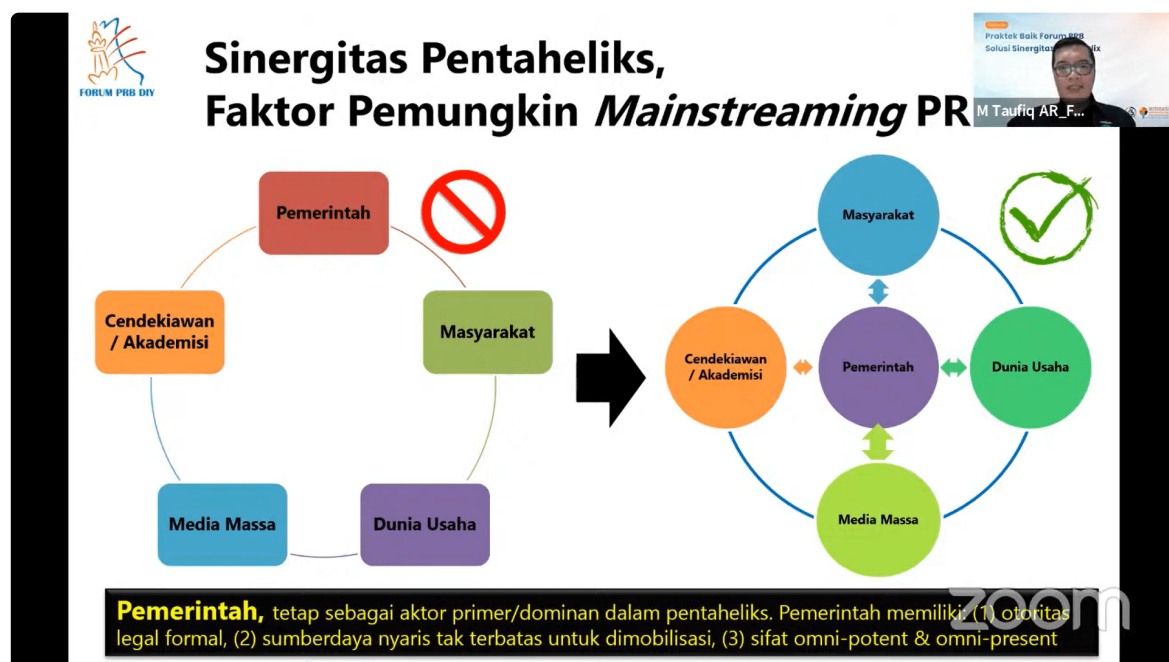 FORUM PRB DIY
Sinergitas Pentaheliks,
Faktor Pemungkin Mainstreaming PR
Praktek Baik Forum PRB
Solusi Sinergitas
M Taufiq AR_F...
Pemerintah
Cendekiawan
/ Akademisi
Masyarakat
Media Massa
Dunia Usaha
Masyarakat
Cendekiawan
/ Akademisi
Pemerintah
Dunia Usaha
Media Massa
Pemerintah, tetap sebagai aktor primer/dominan dalam pentaheliks. Pemerintah memiliki: (1) otoritas
legal formal, (2) sumberdaya nyaris tak terbatas untuk dimobilisasi, (3) sifat omni-potent & omni-present
zoom